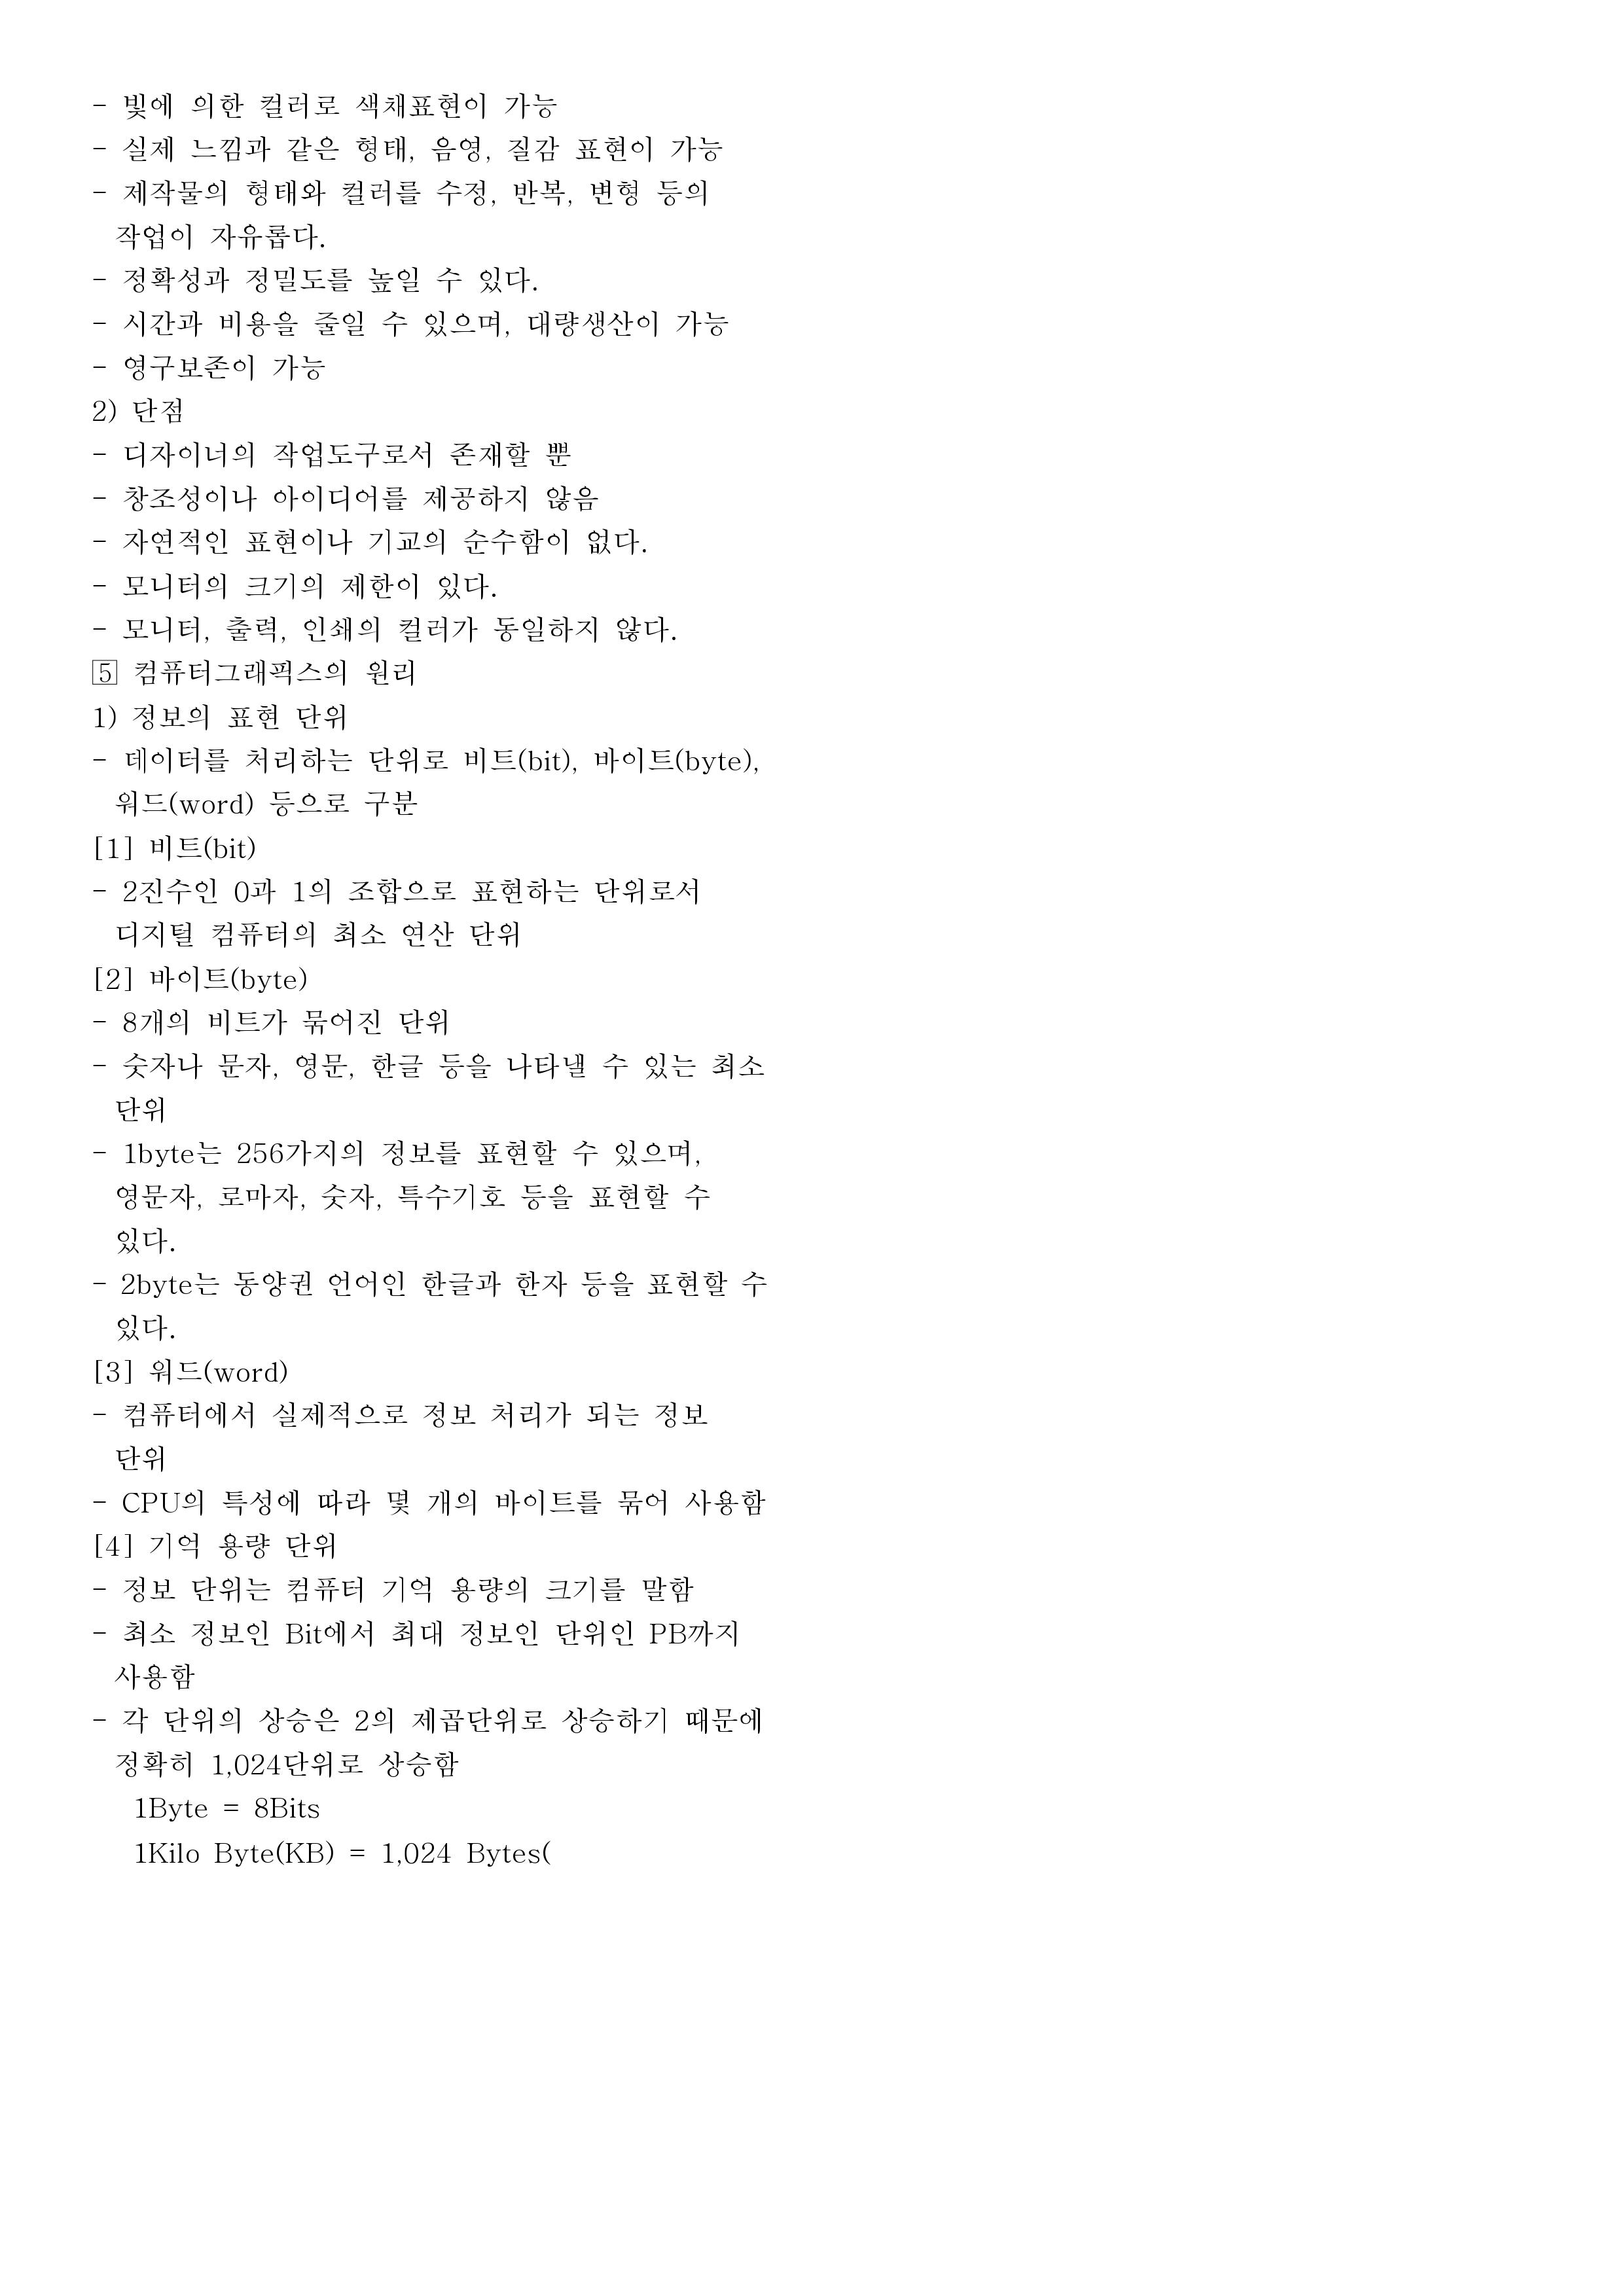 - 빛에 의한 컬러로 색채표현이 가능
- 실제 느낌과 같은 형태, 음영, 질감 표현이 가능
- 제작물의 형태와 컬러를 수정, 반복, 변형 등의
작업이 자유롭다.
- 정확성과 정밀도를 높일 수 있다.
- 시간과 비용을 줄일 수 있으며, 대량생산이 가능
- 영구보존이 가능
2) 단점
- 디자이너의 작업도구로서 존재할 뿐
- 창조성이나 아이디어를 제공하지 않음
- 자연적인 표현이나 기교의 순수함이 없다.
- 모니터의 크기의 제한이 있다.
- 모니터, 출력, 인쇄의 컬러가 동일하지 않다.
5 컴퓨터그래픽스의 원리
1) 정보의 표현 단위
- 데이터를 처리하는 단위로 비트(bit), 바이트(byte),
워드(word) 등으로 구분
[1] 비트(bit)
- 2진수인 0과 1의 조합으로 표현하는 단위로서
디지털 컴퓨터의 최소 연산 단위
[2] 바이트(byte)
- 8개의 비트가 묶어진 단위
- 숫자나 문자, 영문, 한글 등을 나타낼 수 있는 최소
단위
- 1byte는 256가지의 정보를 표현할 수 있으며,
영문자, 로마자, 숫자, 특수기호 등을 표현할 수
있다.
- 2byte는 동양권 언어인 한글과 한자 등을 표현할 수
있다.
[3] 워드(word)
- 컴퓨터에서 실제적으로 정보 처리가 되는 정보
단위
- CPU의 특성에 따라 몇 개의 바이트를 묶어 사용함
[4] 기억 용량 단위
- 정보 단위는 컴퓨터 기억 용량의 크기를 말함
- 최소 정보인 Bit에서 최대 정보인 단위인 PB까지
사용함
- 각 단위의 상승은 2의 제곱단위로 상승하기 때문에
정확히 1,024단위로 상승함
1Byte = 8Bits
1Kilo Byte(KB) = 1,024 Bytes(